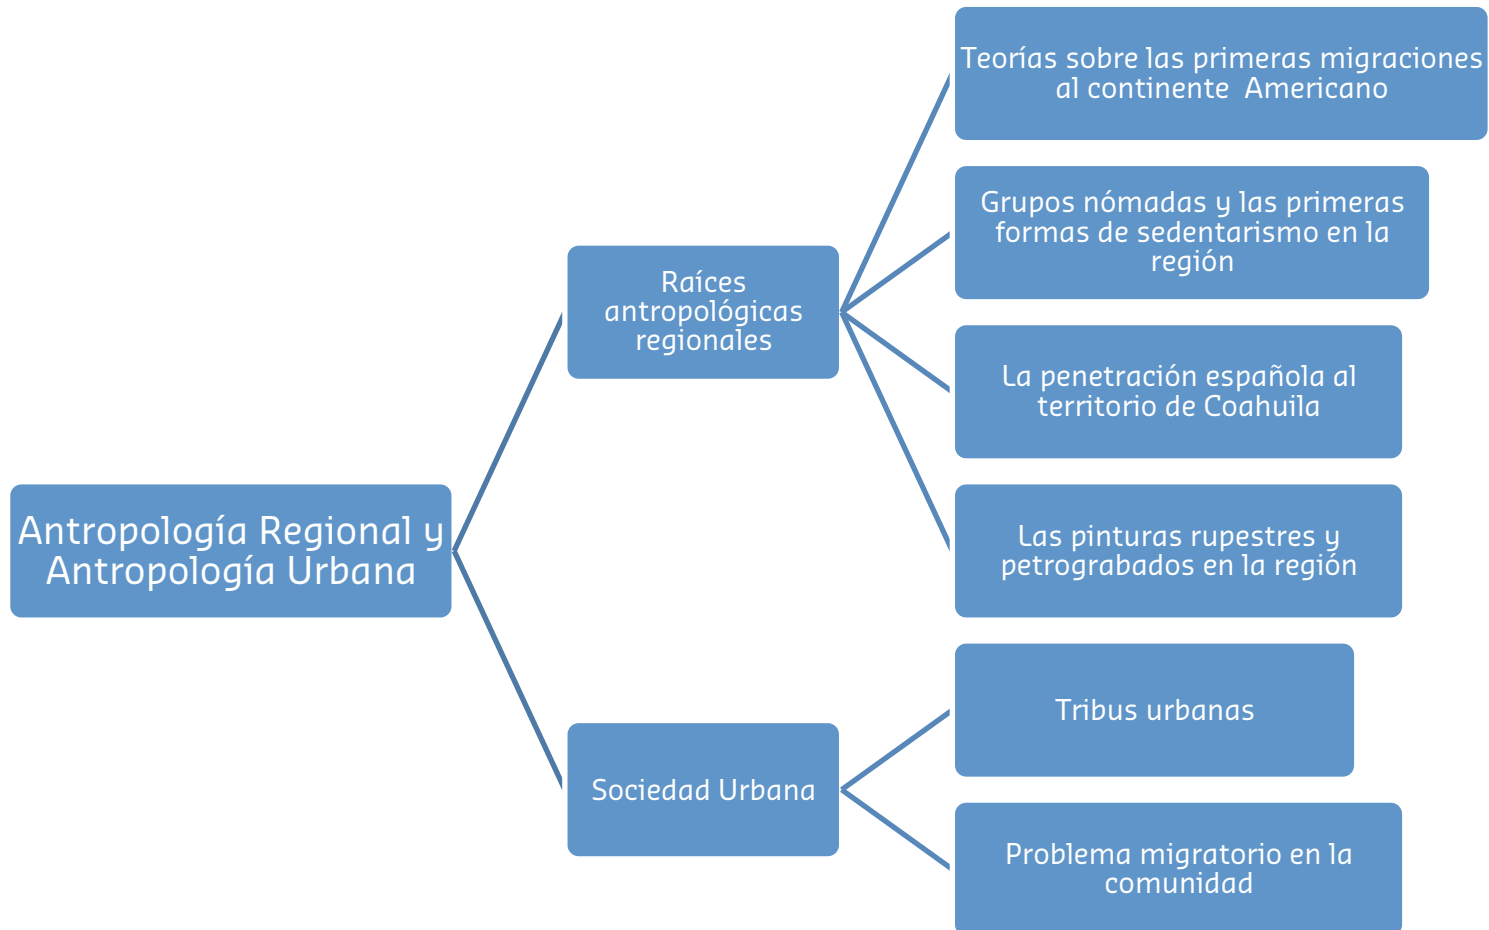 Teorías sobre las primeras migraciones
al continente  Americano
Grupos nómadas y las primeras
formas de sedentarismo en la
región
Raíces
antropológicas
regionales
La penetración española al
territorio de Coahuila
Antropología Regional y
Antropología Urbana
Las pinturas rupestres y
petrograbados en la región
Tribus urbanas
Sociedad Urbana
Problema migratorio en la
comunidad